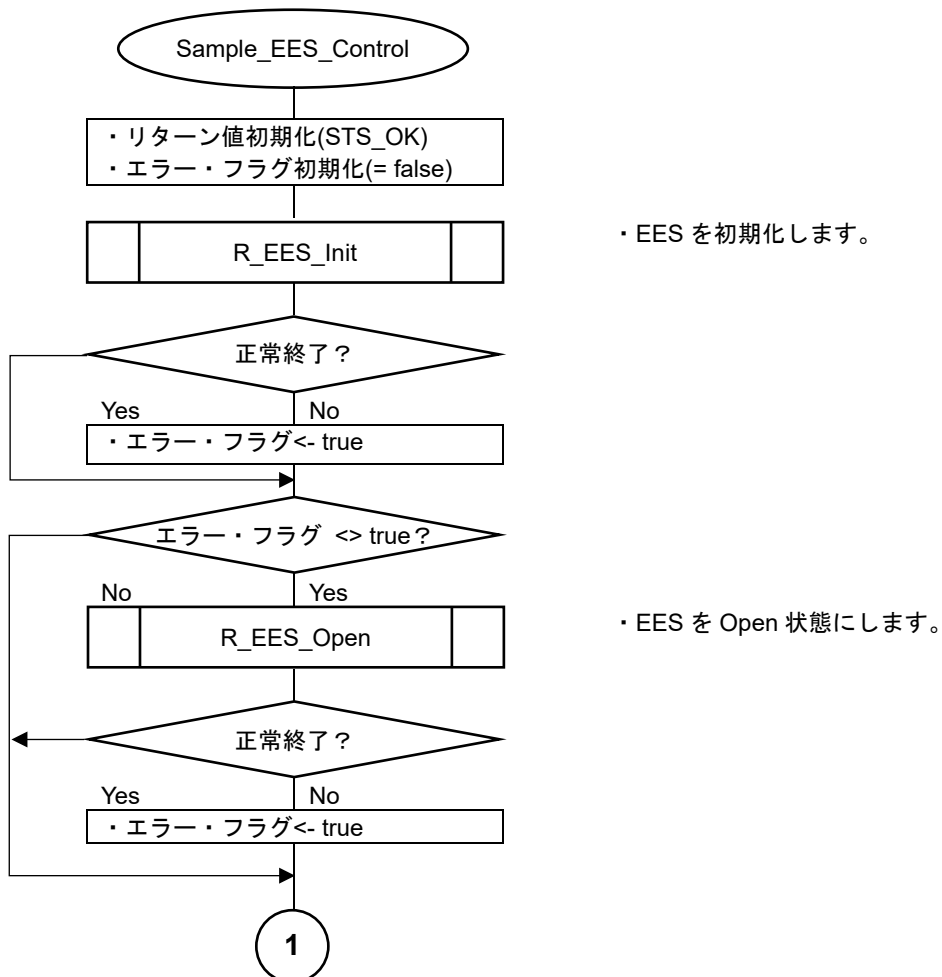 Sample_EES_Control
・リターン値初期化(STS_OK)
・エラー・フラグ初期化(= false)
R_EES_Init
・EES を初期化します。
正常終了？
Yes No
・エラー・フラグ<- true
エラー・フラグ <> true？
No Yes
R_EES_Open
・EES を Open 状態にします。
正常終了？
Yes No
・エラー・フラグ<- true
1